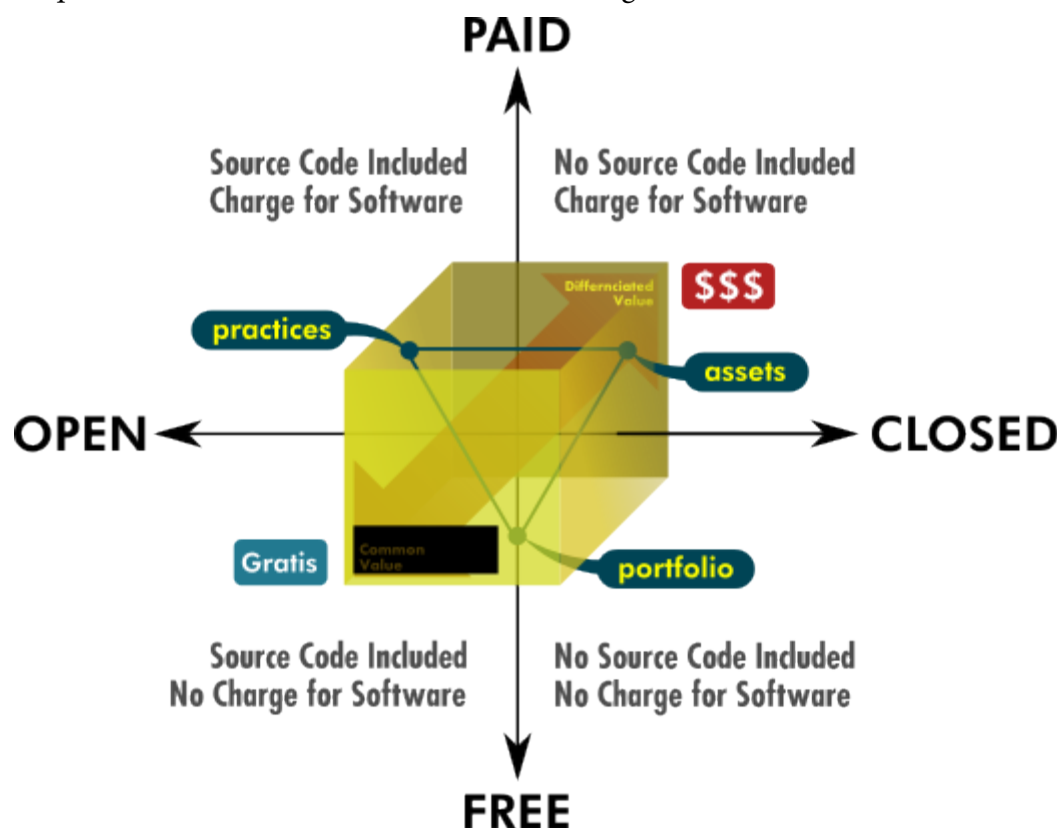 PAID
Source Code Included
Charge for Software
No Source Code Included
Charge for Software
Differnciated
Value
$$$
practices
assets
OPEN
CLOSED
Common
Value
Gratis
portfolio
Source Code Included
No Charge for Software
No Source Code Included
No Charge for Software
FREE